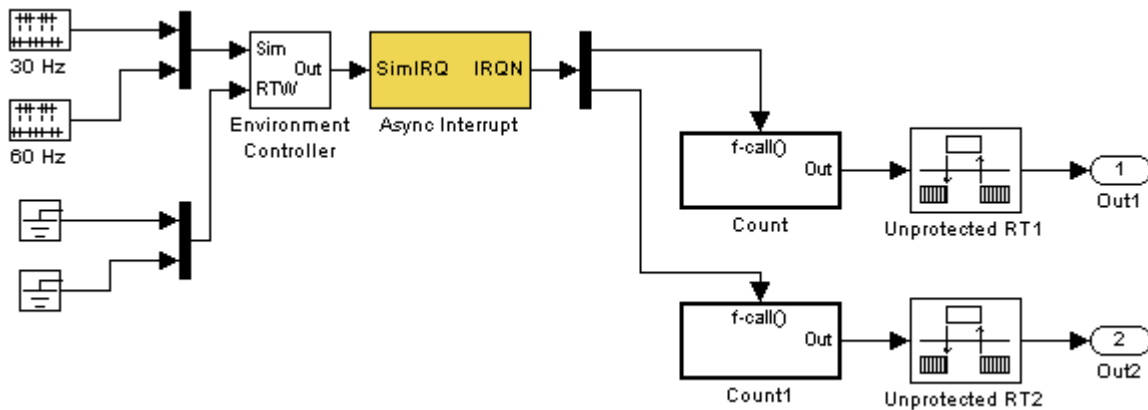 30 Hz
60 Hz
Sim
Out
RTW
Environment
Controller
SimIRQ IRQN
Async Interrupt
f-call()
Out
Count
Unprotected RT1
1
Out1
f-call()
Out
Count1
Unprotected RT2
2
Out2